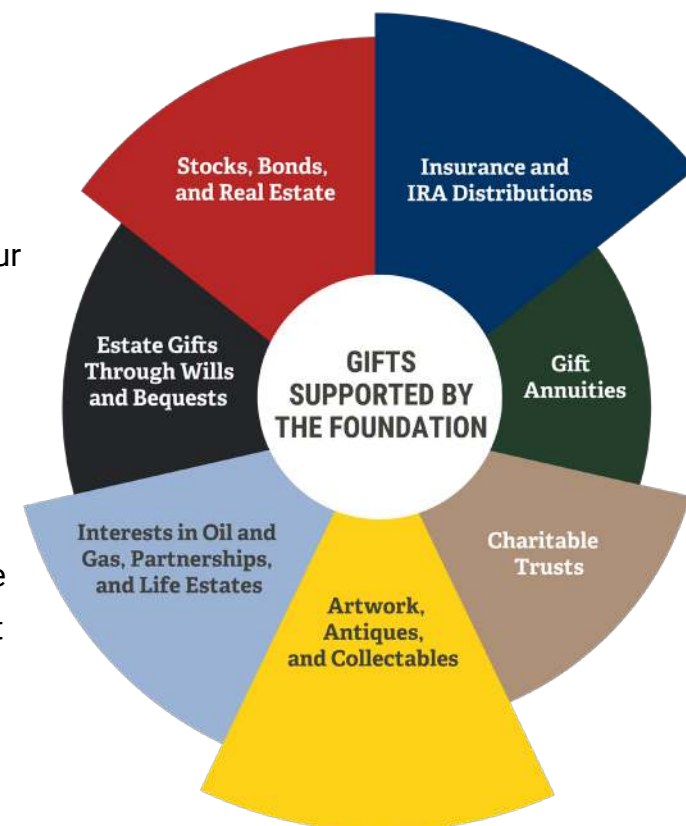 Stocks, Bonds,
and Real Estate
Insurance and
IRA Distributions
ur
Estate Gifts
Through Wills
and Bequests
GIFTS
SUPPORTED BY
THE FOUNDATION
Gift
Annuities
Interests in Oil and
Gas, Partnerships,
and Life Estates
Charitable
Trusts
e
t
Artwork,
Antiques,
and Collectables